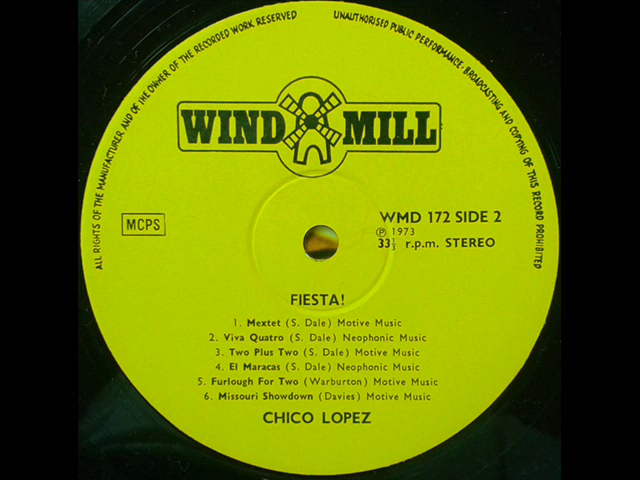 ALL RIGHTS OF THE MANUFACTURER AND OF THE OWNER OF THE RECORDED WORK RESERVED
UNAUTHORISED PUBLIC PERFORMANCE, BROADCASTING AND COPYING OF THIS RECORD PROHIBITED
WIND MILL
MCPS
WMD 172 SIDE 2
℗ 1973
33⅓ r.p.m. STEREO
FIESTA!
1. Mextet (S. Dale) Motive Music
2. Viva Quatro (S. Dale) Neophonic Music
3. Two Plus Two (S. Dale) Motive Music
4. El Maracas (S. Dale) Neophonic Music
5. Furlough For Two (Warburton) Motive Music
6. Missouri Showdown (Davies) Motive Music
CHICO LOPEZ